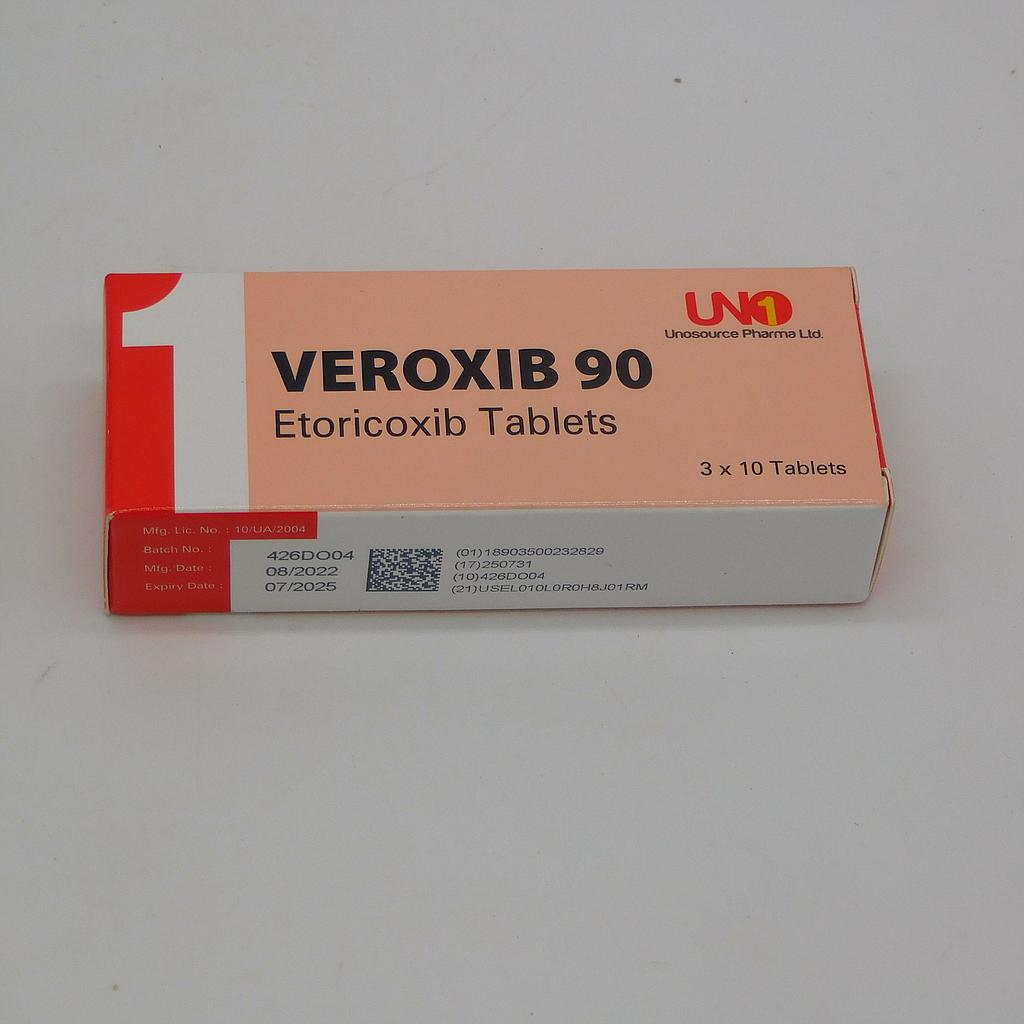 1
UNO1
Unosource Pharma Ltd.
VEROXIB 90
Etoricoxib Tablets
3 x 10 Tablets
Mfg. Lic. No. : 10/UA/2004
Batch No. : 426DO04
Mfg. Date : 08/2022
Expiry Date : 07/2025
(01)18903500232829
(17)250731
(10)426DO04
(21)USEL010L0R0H8J01RM